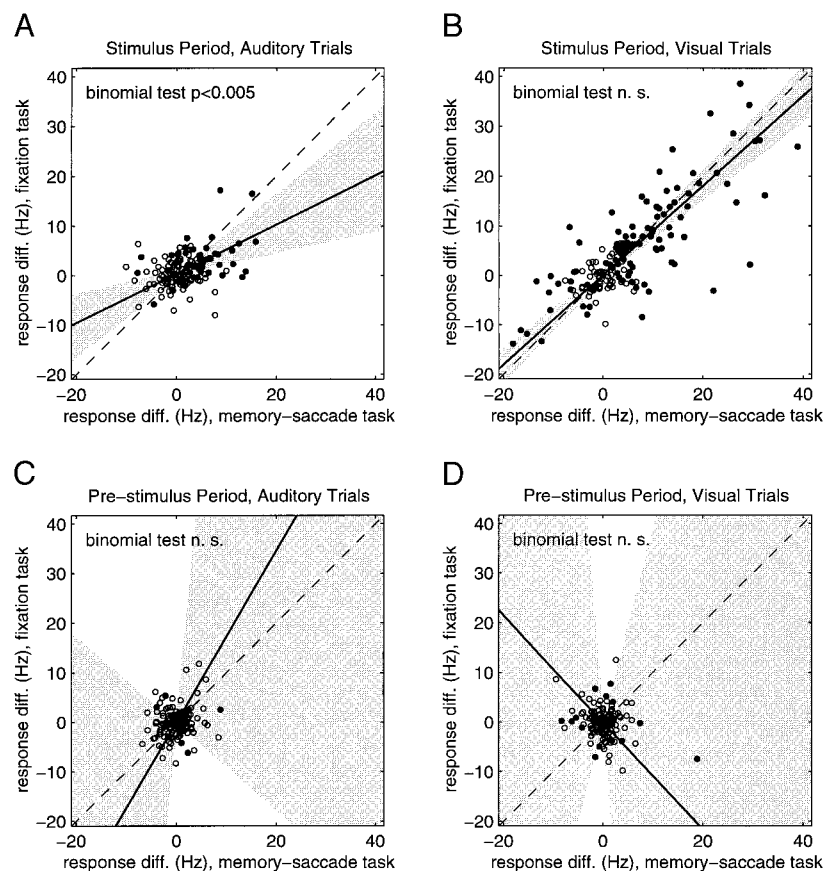 A
Stimulus Period, Auditory Trials
binomial test p<0.005
response diff. (Hz), fixation task
40
30
20
10
0
−10
−20
−20 0 20 40
response diff. (Hz), memory−saccade task
B
Stimulus Period, Visual Trials
binomial test n. s.
response diff. (Hz), fixation task
40
30
20
10
0
−10
−20
−20 0 20 40
response diff. (Hz), memory−saccade task
C
Pre−stimulus Period, Auditory Trials
binomial test n. s.
response diff. (Hz), fixation task
40
30
20
10
0
−10
−20
−20 0 20 40
response diff. (Hz), memory−saccade task
D
Pre−stimulus Period, Visual Trials
binomial test n. s.
response diff. (Hz), fixation task
40
30
20
10
0
−10
−20
−20 0 20 40
response diff. (Hz), memory−saccade task